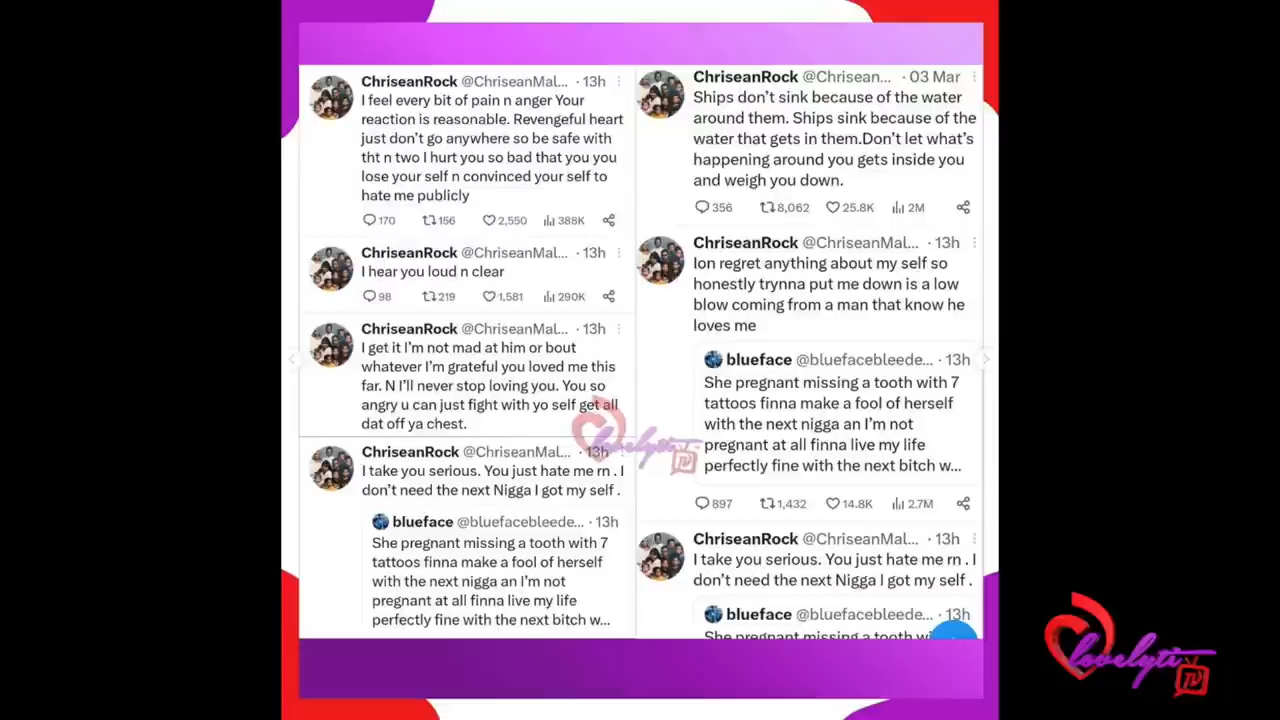 ChriseanRock @ChriseanMal... · 13h
I feel every bit of pain n anger Your
reaction is reasonable. Revengeful heart
just don't go anywhere so be safe with
tht n two I hurt you so bad that you you
lose your self n convinced your self to
hate me publicly
170 156 2,550 388K
ChriseanRock @ChriseanMal... · 13h
I hear you loud n clear
98 219 1,581 290K
ChriseanRock @ChriseanMal... · 13h
I get it I'm not mad at him or bout
whatever I'm grateful you loved me this
far. N I'll never stop loving you. You so
angry u can just fight with yo self get all
dat off ya chest.
ChriseanRock @ChriseanMal... · 13h
I take you serious. You just hate me rn . I
don't need the next Nigga I got my self .
blueface @bluefacebleede... · 13h
She pregnant missing a tooth with 7
tattoos finna make a fool of herself
with the next nigga an I'm not
pregnant at all finna live my life
perfectly fine with the next bitch w...
ChriseanRock @Chrisean... · 03 Mar
Ships don't sink because of the water
around them. Ships sink because of the
water that gets in them.Don't let what's
happening around you gets inside you
and weigh you down.
356 8,062 25.8K 2M
ChriseanRock @ChriseanMal... · 13h
Ion regret anything about my self so
honestly trynna put me down is a low
blow coming from a man that know he
loves me
blueface @bluefacebleede... · 13h
She pregnant missing a tooth with 7
tattoos finna make a fool of herself
with the next nigga an I'm not
pregnant at all finna live my life
perfectly fine with the next bitch w...
897 1,432 14.8K 2.7M
ChriseanRock @ChriseanMal... · 13h
I take you serious. You just hate me rn . I
don't need the next Nigga I got my self .
blueface @bluefacebleede... · 13h
She pregnant missing a tooth wi
lovelyti
TV
lovelyti
TV